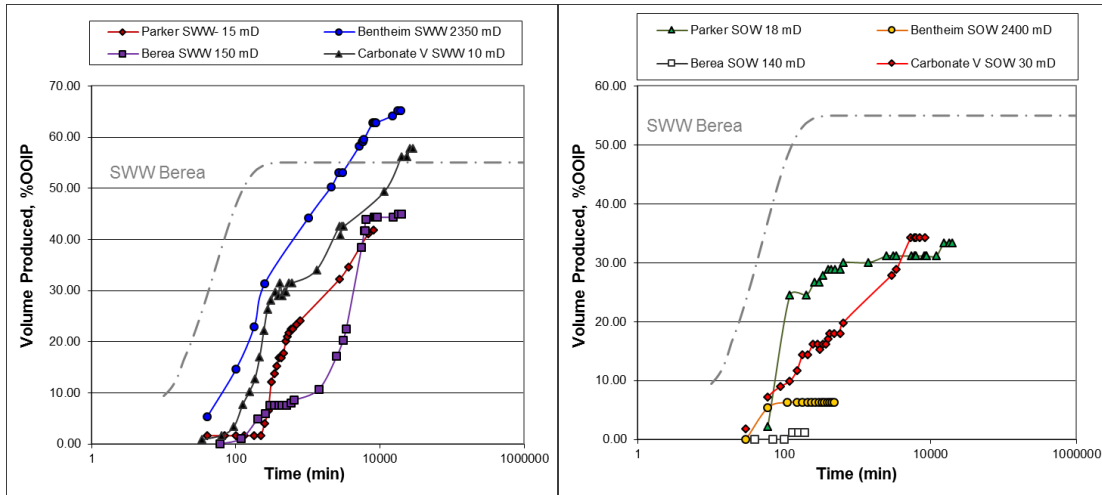 Parker SWW- 15 mD
Bentheim SWW 2350 mD
Berea SWW 150 mD
Carbonate V SWW 10 mD
Volume Produced, %OOIP
70.00
60.00
50.00
40.00
30.00
20.00
10.00
0.00
SWW Berea
1
100
10000
1000000
Time (min)
Parker SOW 18 mD
Bentheim SOW 2400 mD
Berea SOW 140 mD
Carbonate V SOW 30 mD
Volume Produced, %OOIP
60.00
50.00
40.00
30.00
20.00
10.00
0.00
SWW Berea
1
100
10000
1000000
Time (min)